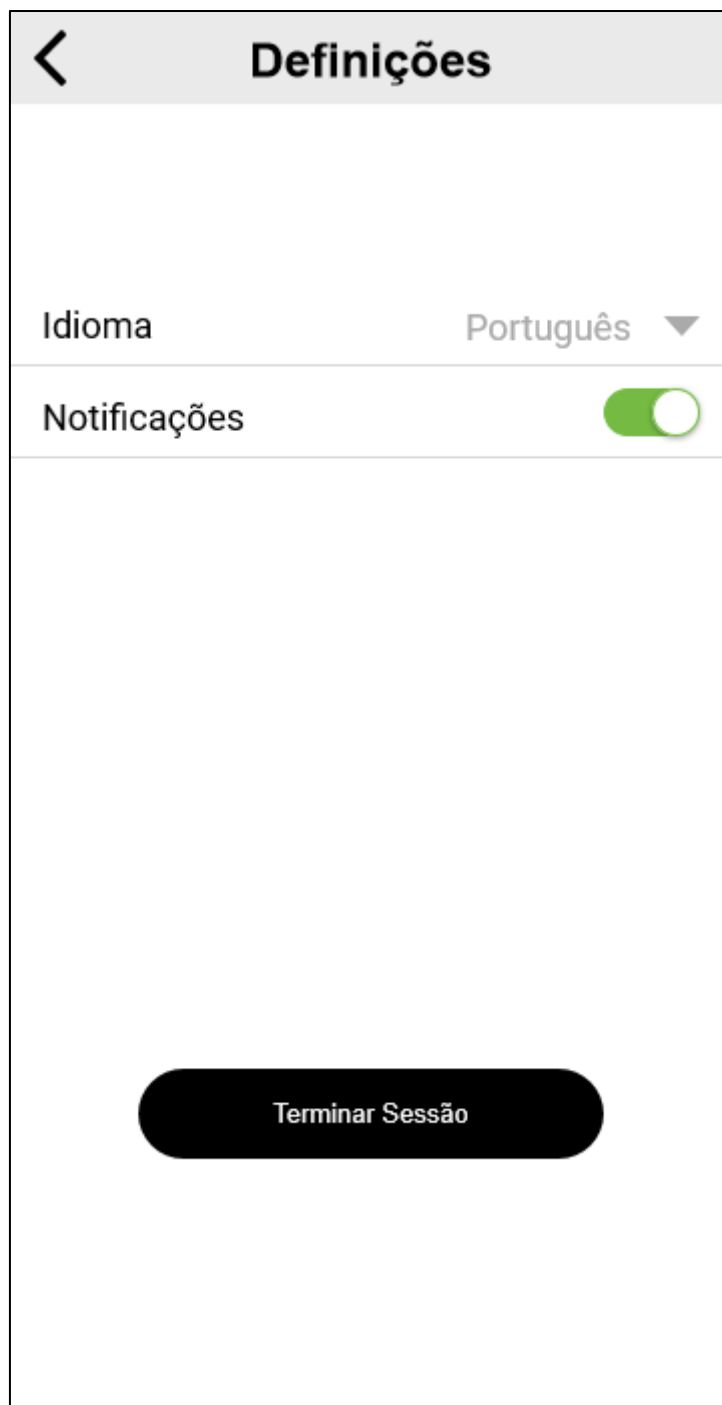 Definições
Idioma
Português
Notificações
Terminar Sessão